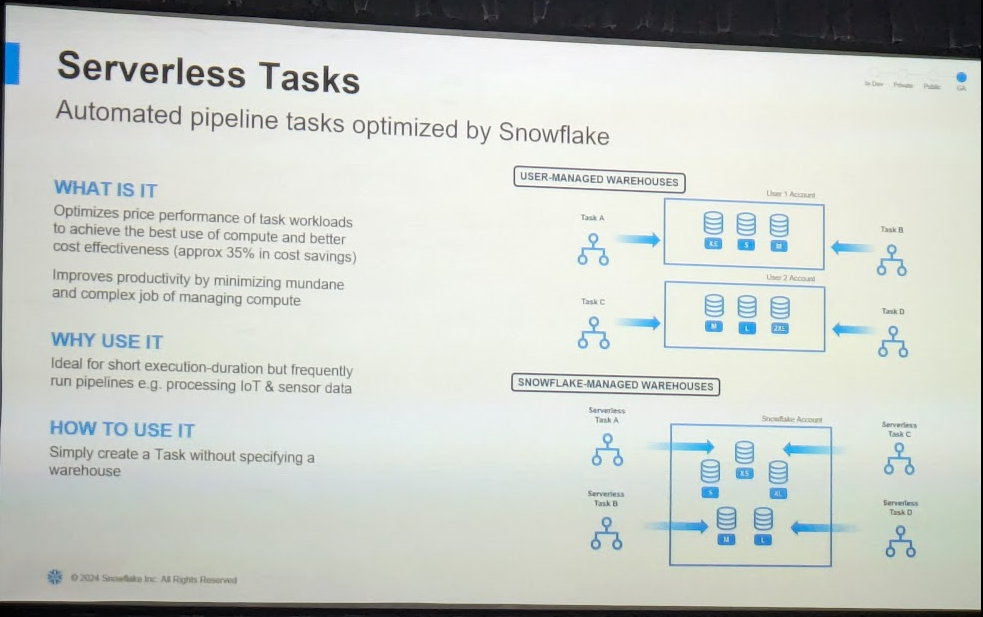 Serverless Tasks
Automated pipeline tasks optimized by Snowflake
In-Dev Private Public GA
WHAT IS IT
Optimizes price performance of task workloads
to achieve the best use of compute and better
cost effectiveness (approx 35% in cost savings)
Improves productivity by minimizing mundane
and complex job of managing compute
WHY USE IT
Ideal for short execution-duration but frequently
run pipelines e.g. processing IoT & sensor data
HOW TO USE IT
Simply create a Task without specifying a
warehouse
© 2024 Snowflake Inc. All Rights Reserved
USER-MANAGED WAREHOUSES
User 1 Account
Task A
XS S M
Task B
User 2 Account
Task C
M L 2XL
Task D
SNOWFLAKE-MANAGED WAREHOUSES
Snowflake Account
Serverless
Task A
Serverless
Task C
XS
S XL
Serverless
Task B
Serverless
Task D
M L